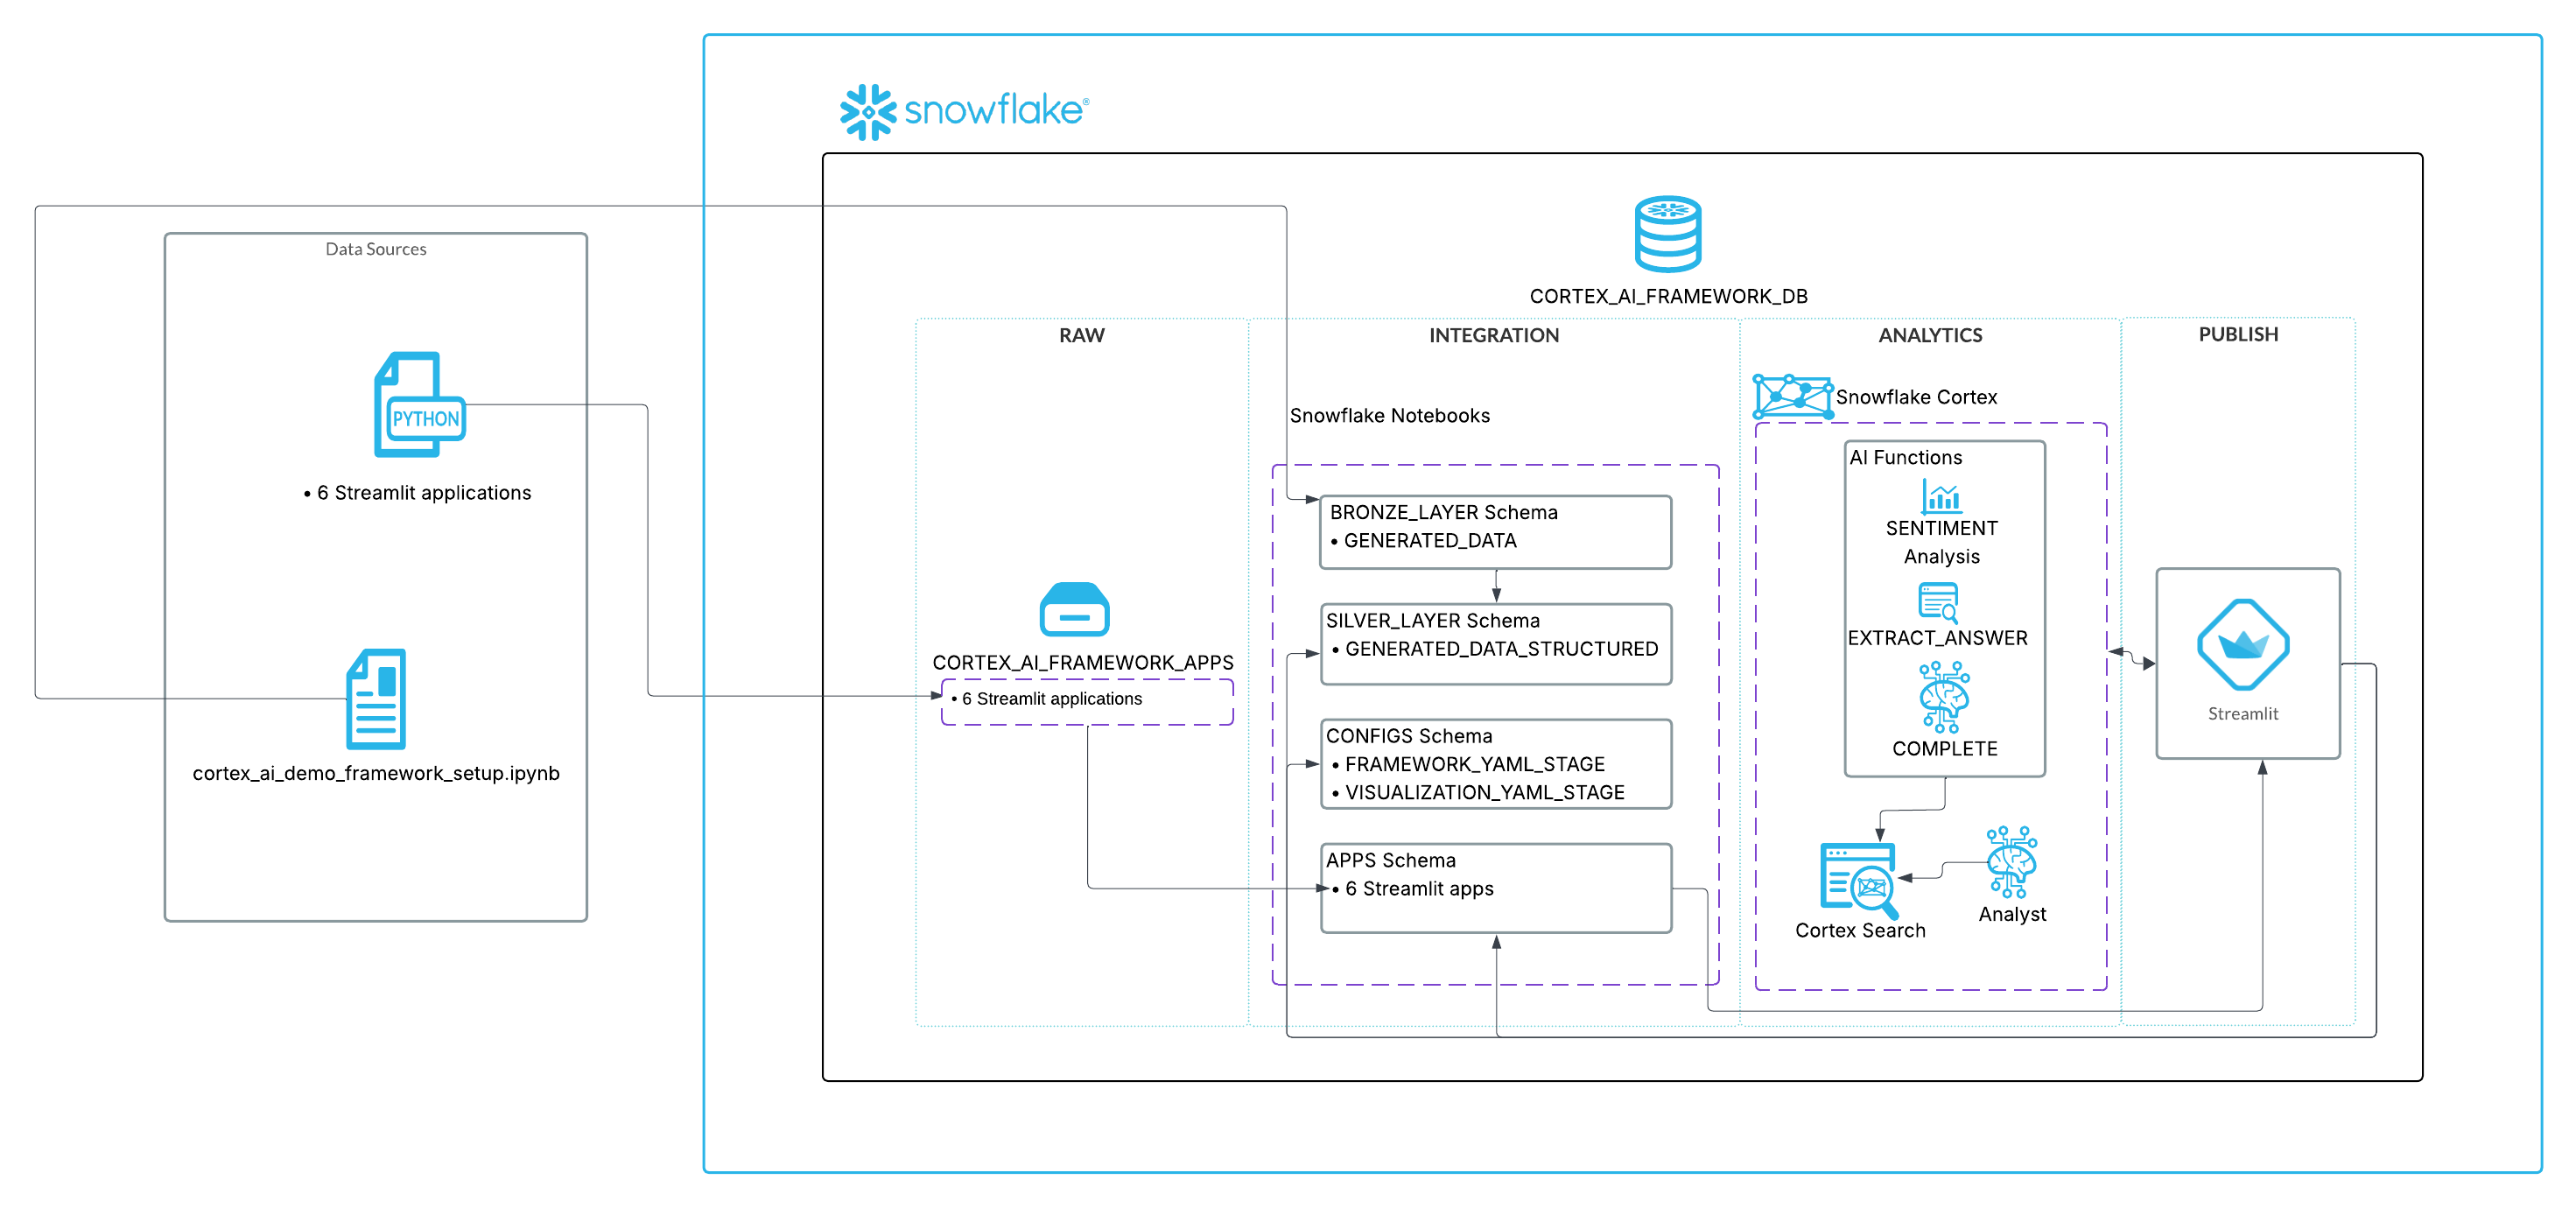 snowflake®
Data Sources
PYTHON
• 6 Streamlit applications
cortex_ai_demo_framework_setup.ipynb
CORTEX_AI_FRAMEWORK_DB
RAW
CORTEX_AI_FRAMEWORK_APPS
• 6 Streamlit applications
INTEGRATION
Snowflake Notebooks
BRONZE_LAYER Schema
• GENERATED_DATA
SILVER_LAYER Schema
• GENERATED_DATA_STRUCTURED
CONFIGS Schema
• FRAMEWORK_YAML_STAGE
• VISUALIZATION_YAML_STAGE
APPS Schema
• 6 Streamlit apps
ANALYTICS
Snowflake Cortex
AI Functions
SENTIMENT
Analysis
EXTRACT_ANSWER
COMPLETE
Cortex Search
Analyst
PUBLISH
Streamlit